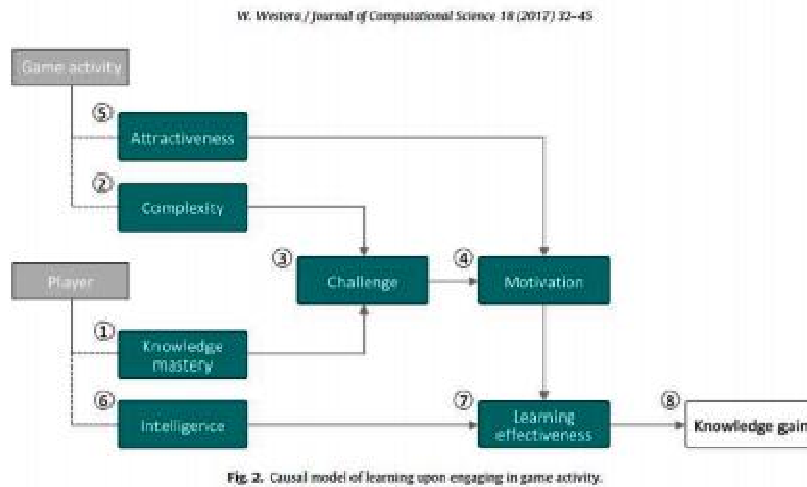 W. Westera / Journal of Computational Science 18 (2017) 32–45
Game activity
⑤
Attractiveness
②
Complexity
③
Challenge
④
Motivation
Player
①
Knowledge
mastery
⑥
Intelligence
⑦
Learning
effectiveness
⑧
Knowledge gain
Fig. 2. Causal model of learning upon engaging in game activity.